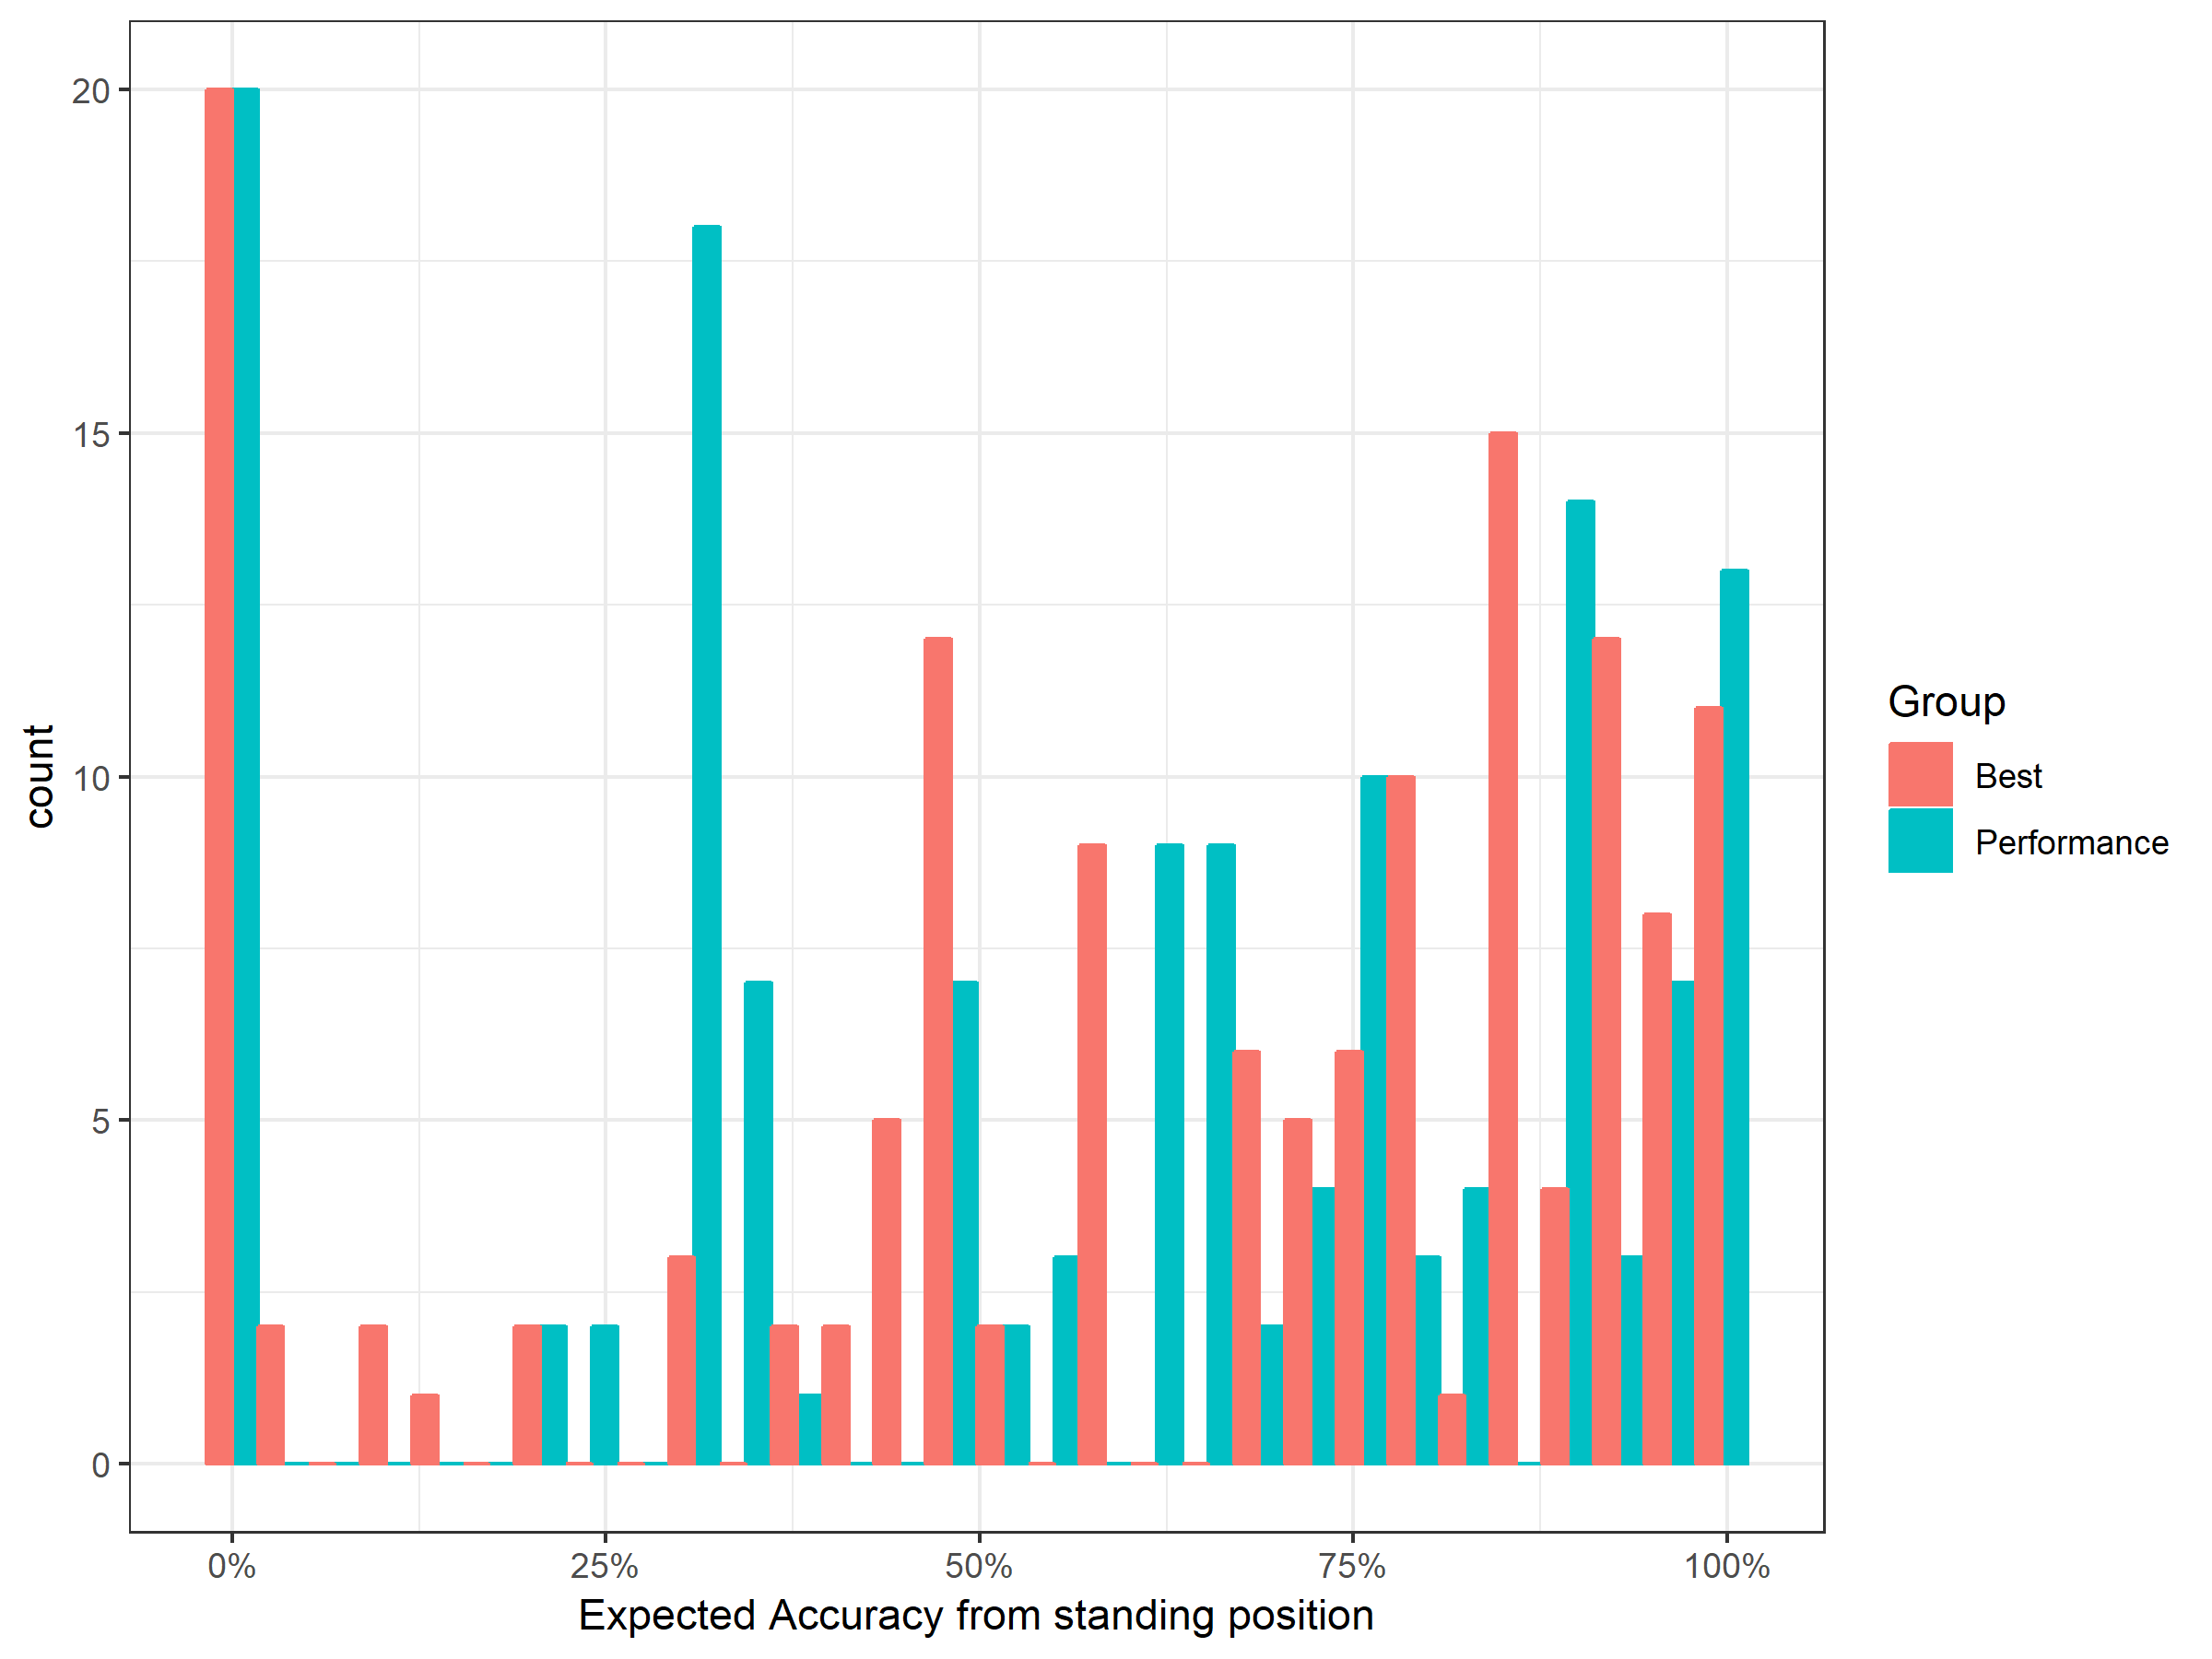 20
15
10
5
0
count
0% 25% 50% 75% 100%
Expected Accuracy from standing position
Group
Best
Performance